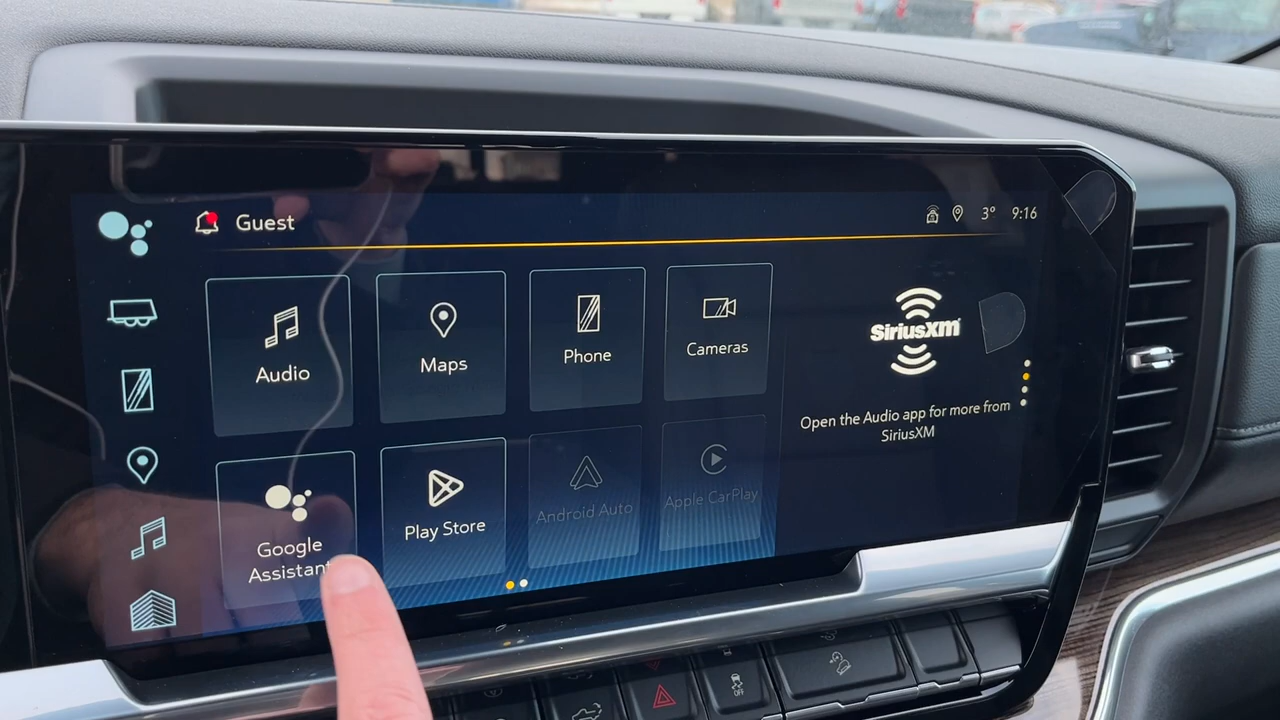 Guest
3° 9:16
Audio
Maps
Phone
Cameras
SiriusXM
Open the Audio app for more from
SiriusXM
Google
Assistant
Play Store
Android Auto
Apple CarPlay
OFF